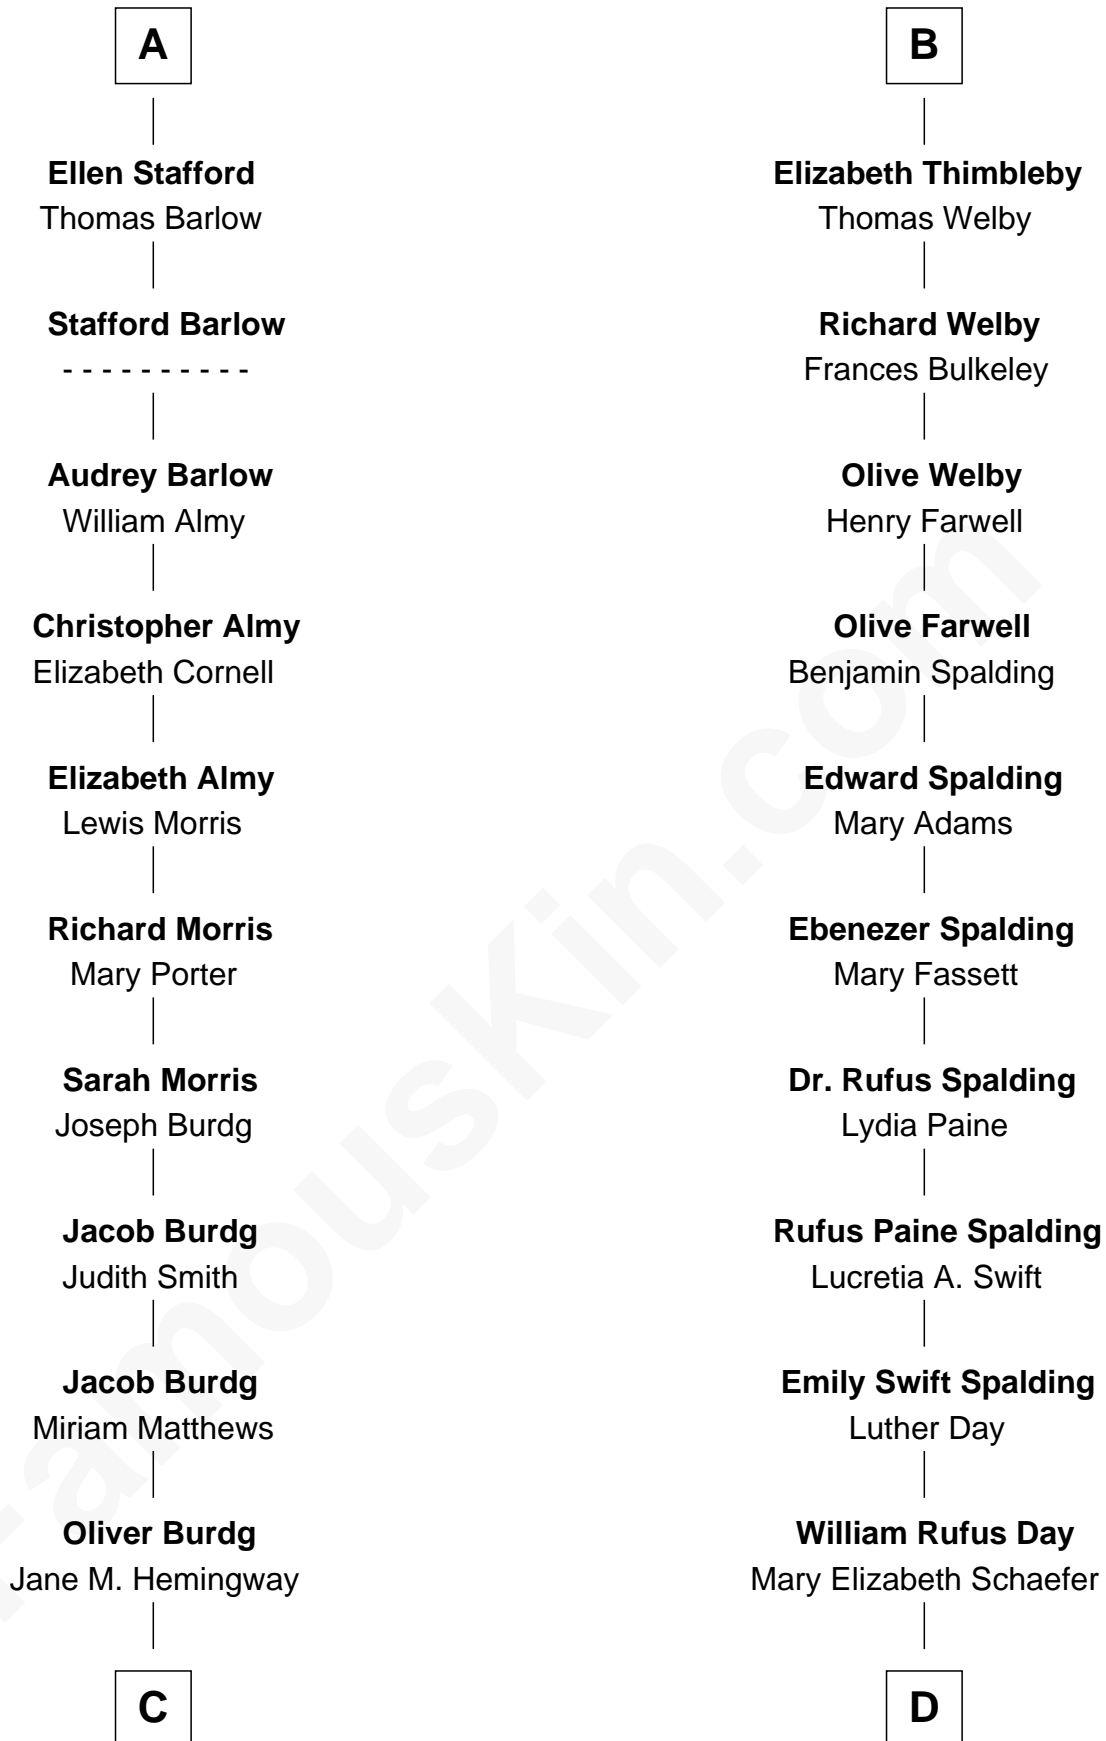 A
Ellen Stafford
Thomas Barlow
Stafford Barlow
- - - - - - - - - -
Audrey Barlow
William Almy
Christopher Almy
Elizabeth Cornell
Elizabeth Almy
Lewis Morris
Richard Morris
Mary Porter
Sarah Morris
Joseph Burdg
Jacob Burdg
Judith Smith
Jacob Burdg
Miriam Matthews
Oliver Burdg
Jane M. Hemingway
C
B
Elizabeth Thimbleby
Thomas Welby
Richard Welby
Frances Bulkeley
Olive Welby
Henry Farwell
Olive Farwell
Benjamin Spalding
Edward Spalding
Mary Adams
Ebenezer Spalding
Mary Fassett
Dr. Rufus Spalding
Lydia Paine
Rufus Paine Spalding
Lucretia A. Swift
Emily Swift Spalding
Luther Day
William Rufus Day
Mary Elizabeth Schaefer
D
FamousKin.com